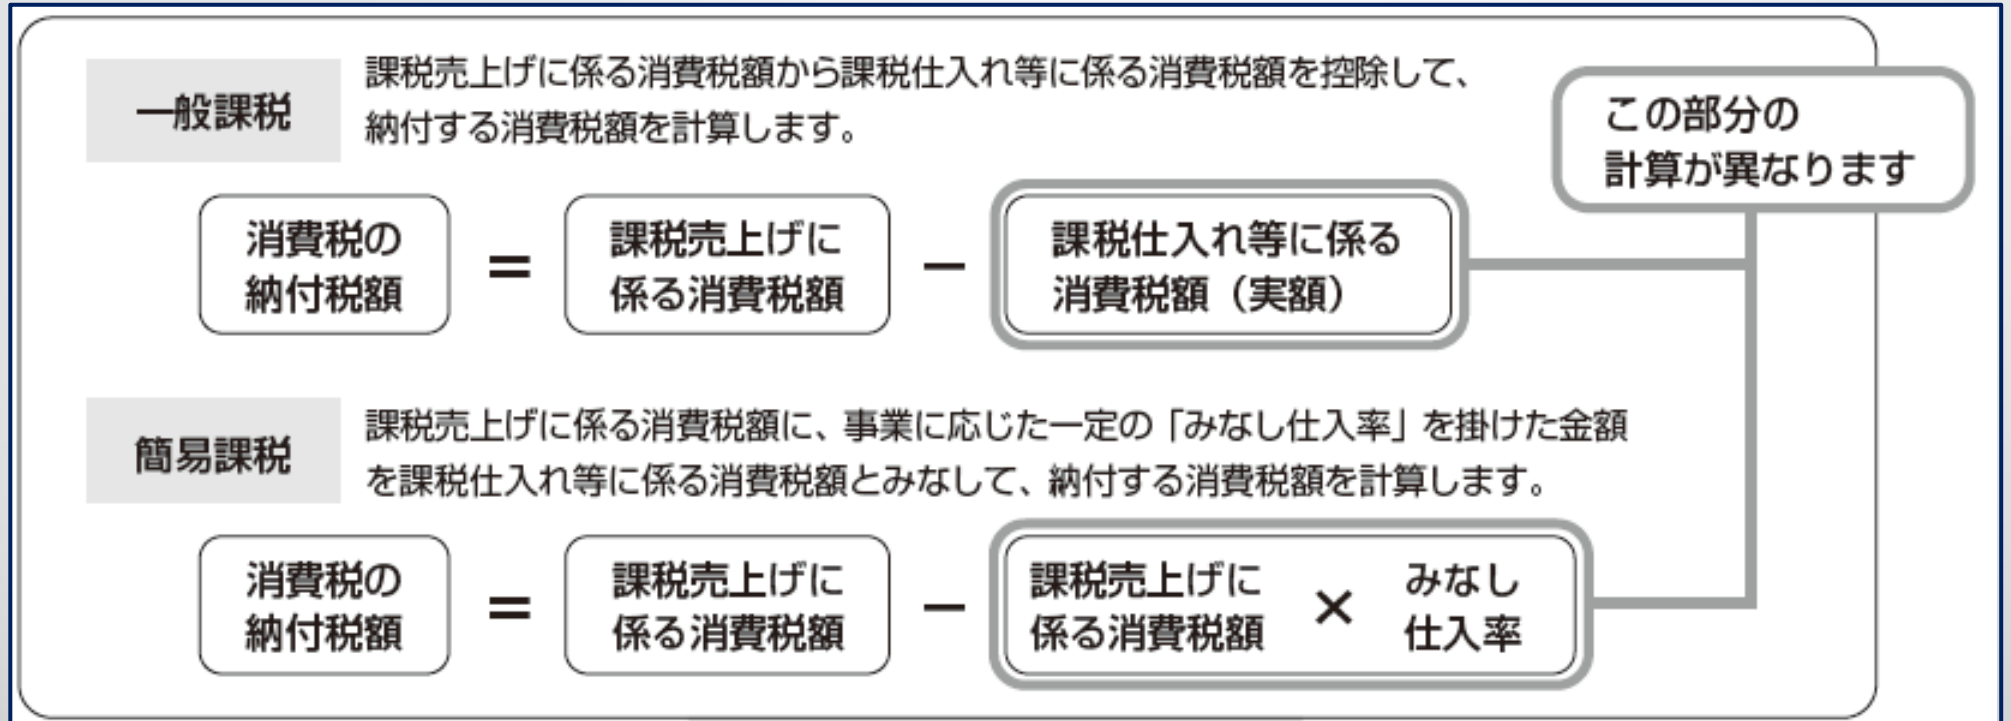 一般課税
課税売上げに係る消費税額から課税仕入れ等に係る消費税額を控除して、
納付する消費税額を計算します。
この部分の
計算が異なります
消費税の
納付税額
＝
課税売上げに
係る消費税額
－
課税仕入れ等に係る
消費税額（実額）
簡易課税
課税売上げに係る消費税額に、事業に応じた一定の「みなし仕入率」を掛けた金額
を課税仕入れ等に係る消費税額とみなして、納付する消費税額を計算します。
消費税の
納付税額
＝
課税売上げに
係る消費税額
－
課税売上げに
係る消費税額
×
みなし
仕入率